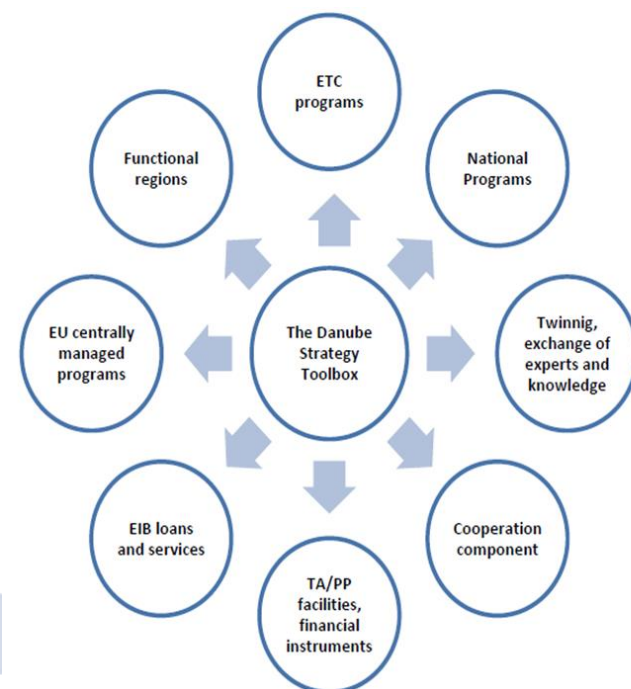 ETC
programs
Functional
regions
National
Programs
EU centrally
managed
programs
The Danube
Strategy
Toolbox
Twinnig,
exchange of
experts and
knowledge
EIB loans
and services
Cooperation
component
TA/PP
facilities,
financial
instruments